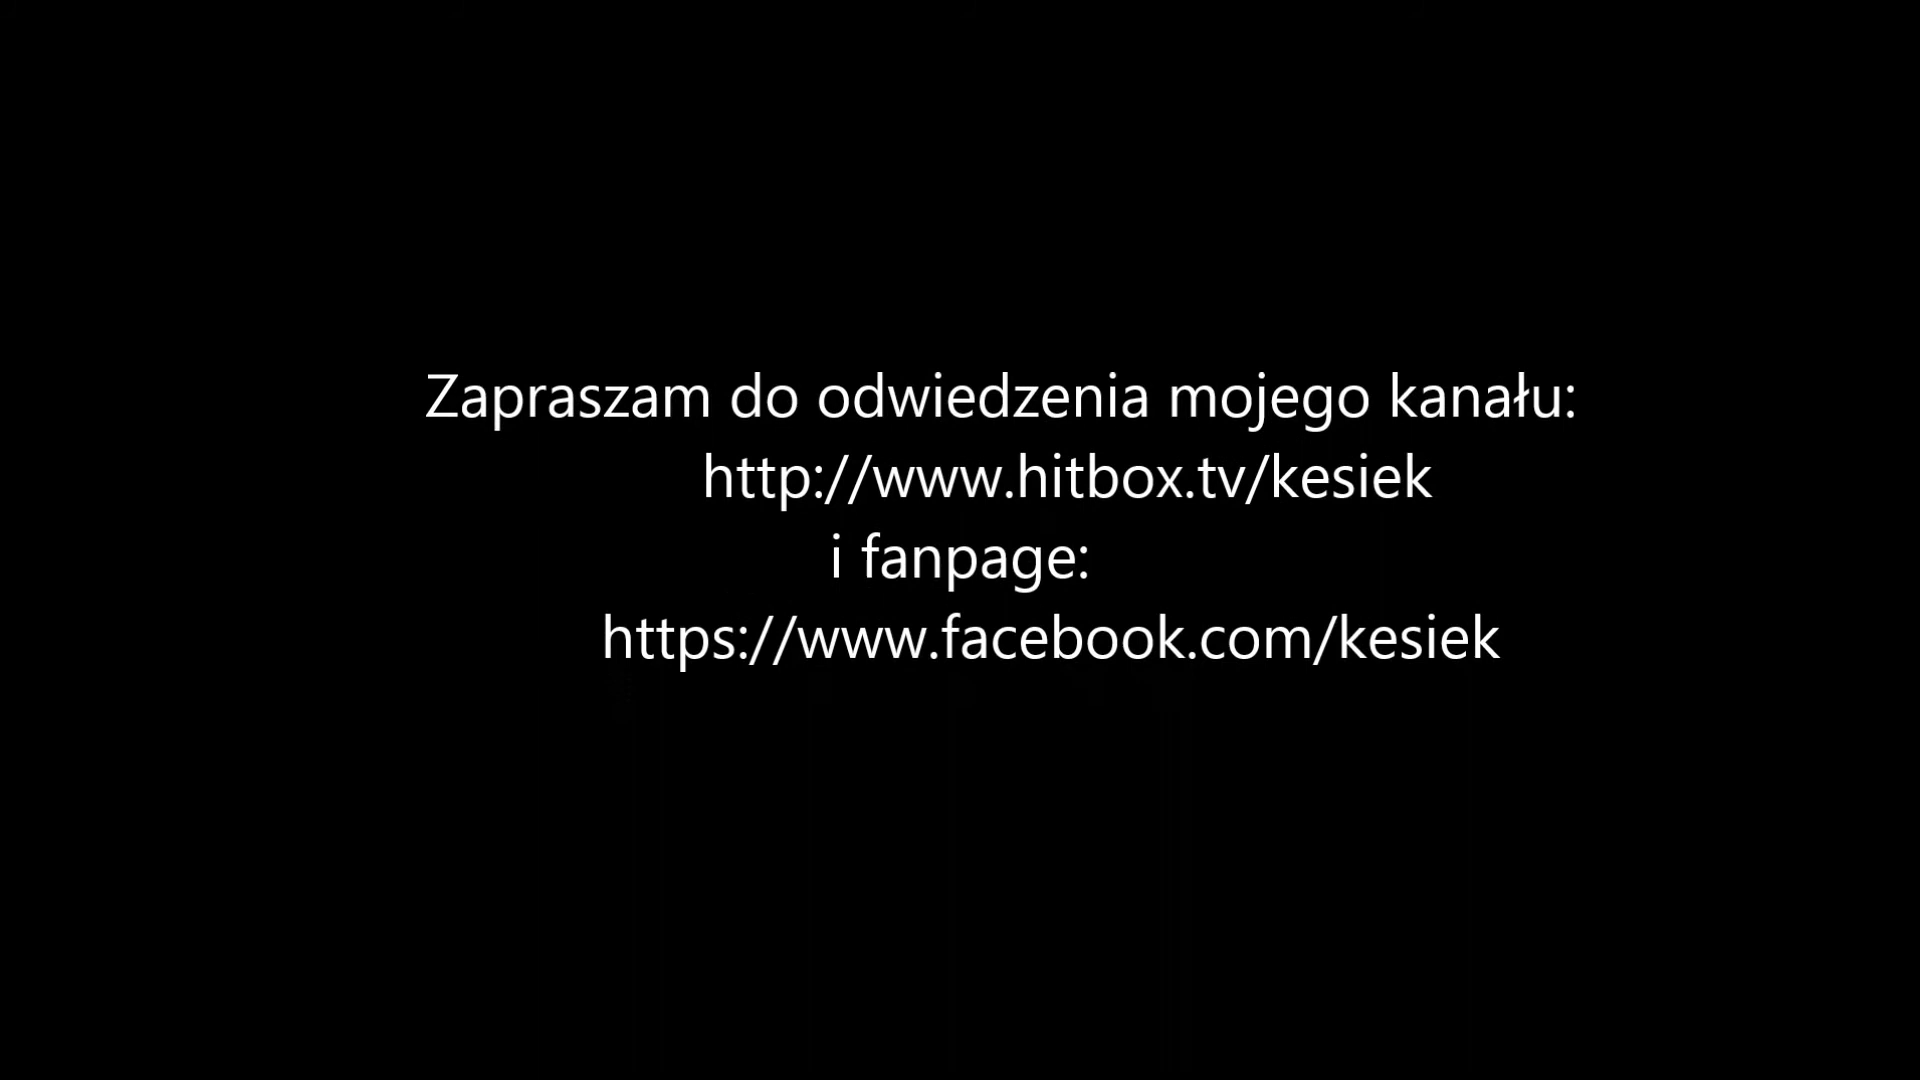 Zapraszam do odwiedzenia mojego kanału:
http://www.hitbox.tv/kesiek
i fanpage:
https://www.facebook.com/kesiek